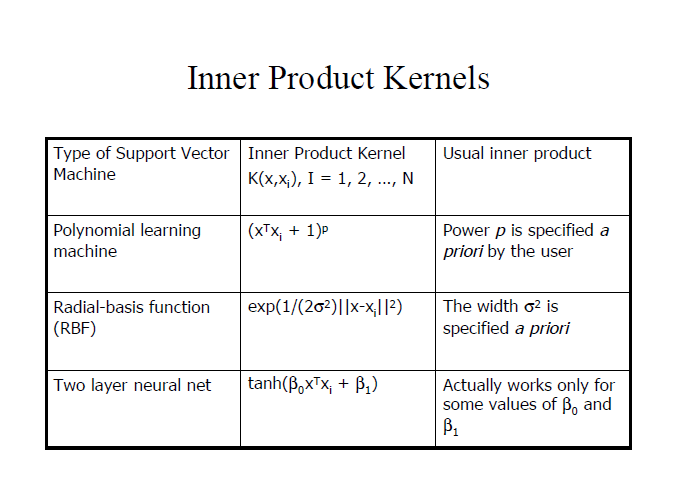 Inner Product Kernels
Type of Support Vector Machine
Inner Product Kernel
K(x,xᵢ), I = 1, 2, ..., N
Usual inner product
Polynomial learning machine
(xᵀxᵢ + 1)ᵖ
Power p is specified a priori by the user
Radial-basis function (RBF)
exp(1/(2σ²)||x-xᵢ||²)
The width σ² is specified a priori
Two layer neural net
tanh(β₀xᵀxᵢ + β₁)
Actually works only for some values of β₀ and β₁